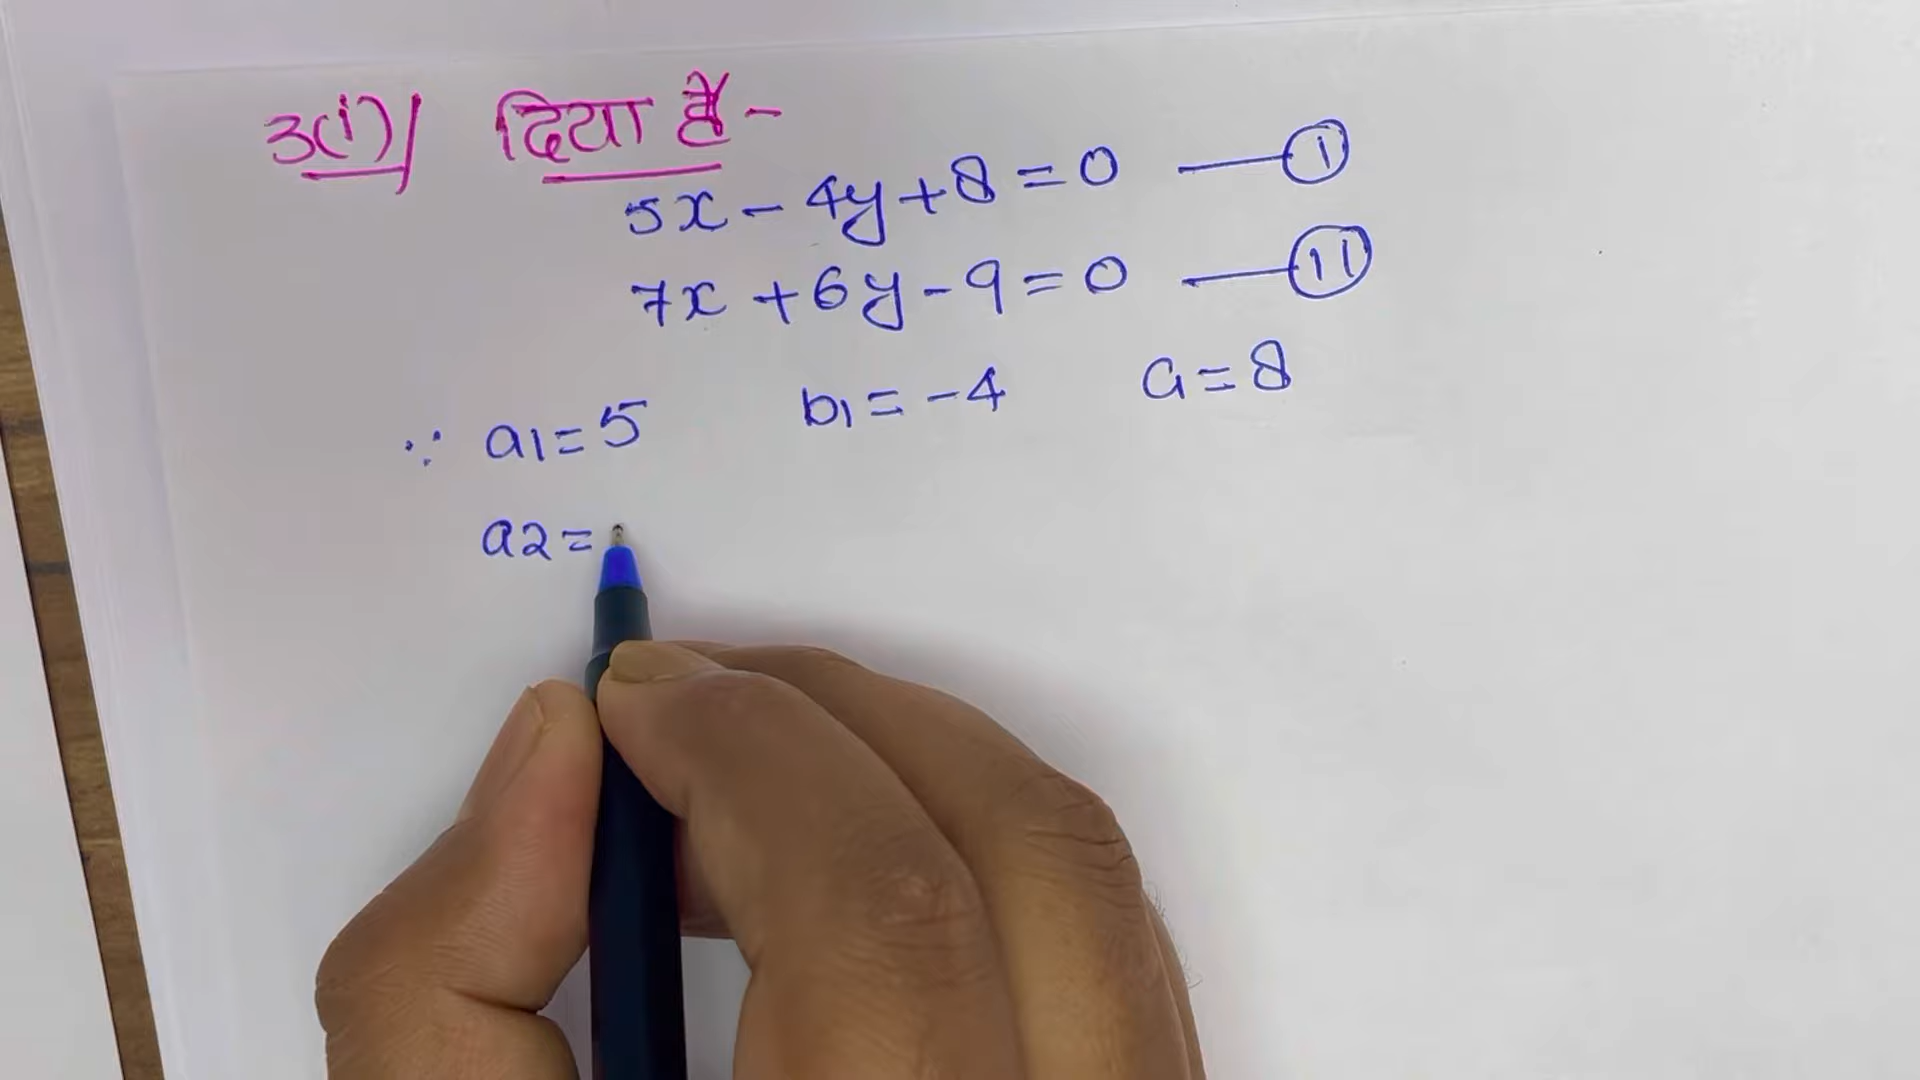 3(i)/ दिया है -
5x - 4y + 8 = 0 —— (I)
7x + 6y - 9 = 0 —— (II)
∵ a1 = 5 b1 = -4 c1 = 8
a2 =